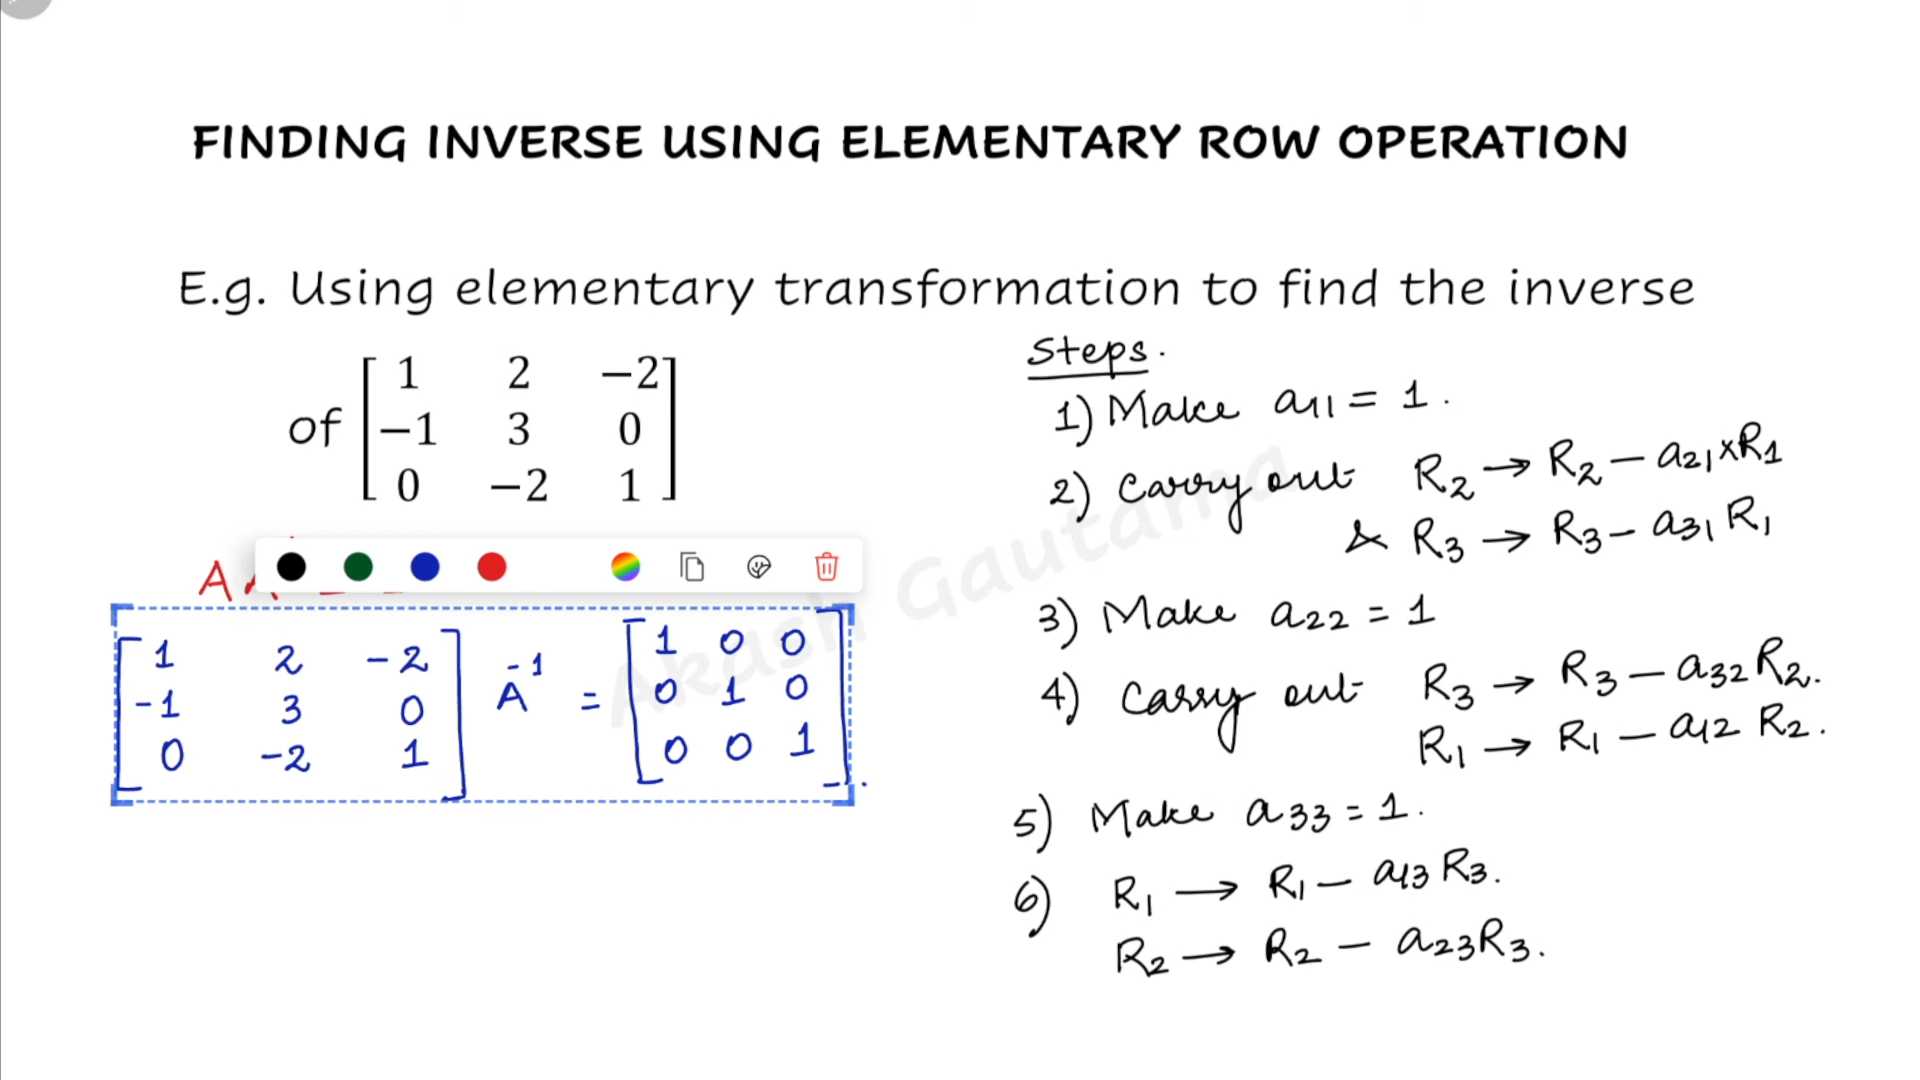 FINDING INVERSE USING ELEMENTARY ROW OPERATION
E.g. Using elementary transformation to find the inverse
of [ 1 2 −2 ]
[ −1 3 0 ]
[ 0 −2 1 ]
A A
[ 1 2 -2 ] A⁻¹ = [ 1 0 0 ]
[ -1 3 0 ] [ 0 1 0 ]
[ 0 -2 1 ] [ 0 0 1 ].
Steps.
1) Make a11 = 1.
2) Carry out R2 → R2 − a21×R1
& R3 → R3 − a31 R1
3) Make a22 = 1
4) Carry out R3 → R3 − a32 R2.
R1 → R1 − a12 R2.
5) Make a33 = 1.
6) R1 → R1 − a13 R3.
R2 → R2 − a23 R3.
Akash Gautama